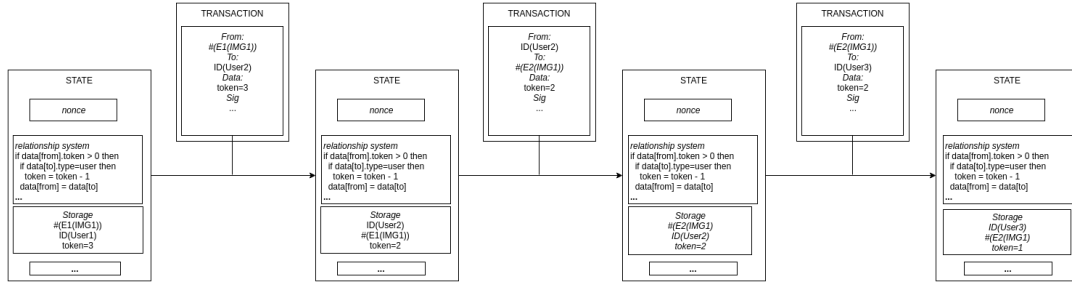 TRANSACTION
From:
#(E1(IMG1))
To:
ID(User2)
Data:
token=3
Sig
...
TRANSACTION
From:
ID(User2)
To:
#(E2(IMG1))
Data:
token=2
Sig
...
TRANSACTION
From:
#(E2(IMG1))
To:
ID(User3)
Data:
token=2
Sig
...
STATE
nonce
relationship system
if data[from].token > 0 then
if data[to].type=user then
token = token - 1
data[from] = data[to]
...
Storage
#(E1(IMG1))
ID(User1)
token=3
...
STATE
nonce
relationship system
if data[from].token > 0 then
if data[to].type=user then
token = token - 1
data[from] = data[to]
...
Storage
ID(User2)
#(E1(IMG1))
token=2
...
STATE
nonce
relationship system
if data[from].token > 0 then
if data[to].type=user then
token = token - 1
data[from] = data[to]
...
Storage
#(E2(IMG1)
ID(User2)
token=2
...
STATE
nonce
relationship system
if data[from].token > 0 then
if data[to].type=user then
token = token - 1
data[from] = data[to]
...
Storage
ID(User3)
#(E2(IMG1)
token=1
...